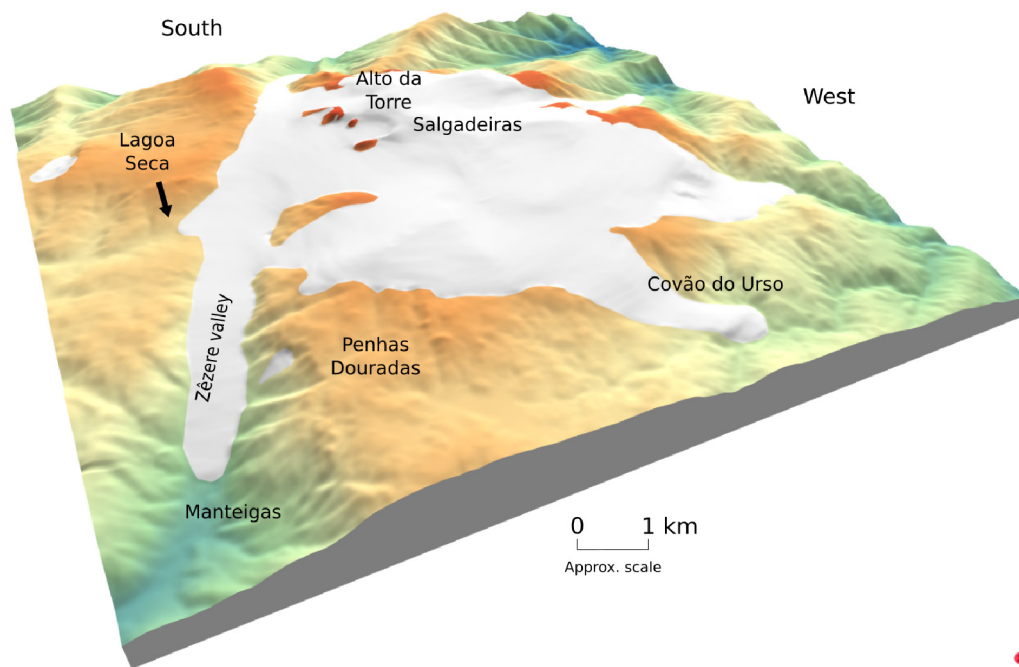 South
West
Alto da
Torre
Salgadeiras
Lagoa
Seca
Covão do Urso
Zêzere valley
Penhas
Douradas
Manteigas
0 1 km
Approx. scale